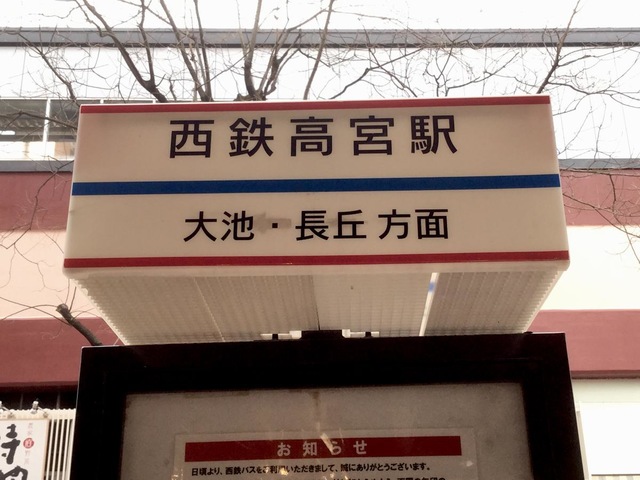 西鉄高宮駅
大池・長丘 方面
お知らせ
日頃より、西鉄バスをご利用いただきまして、誠にありがとうございます。